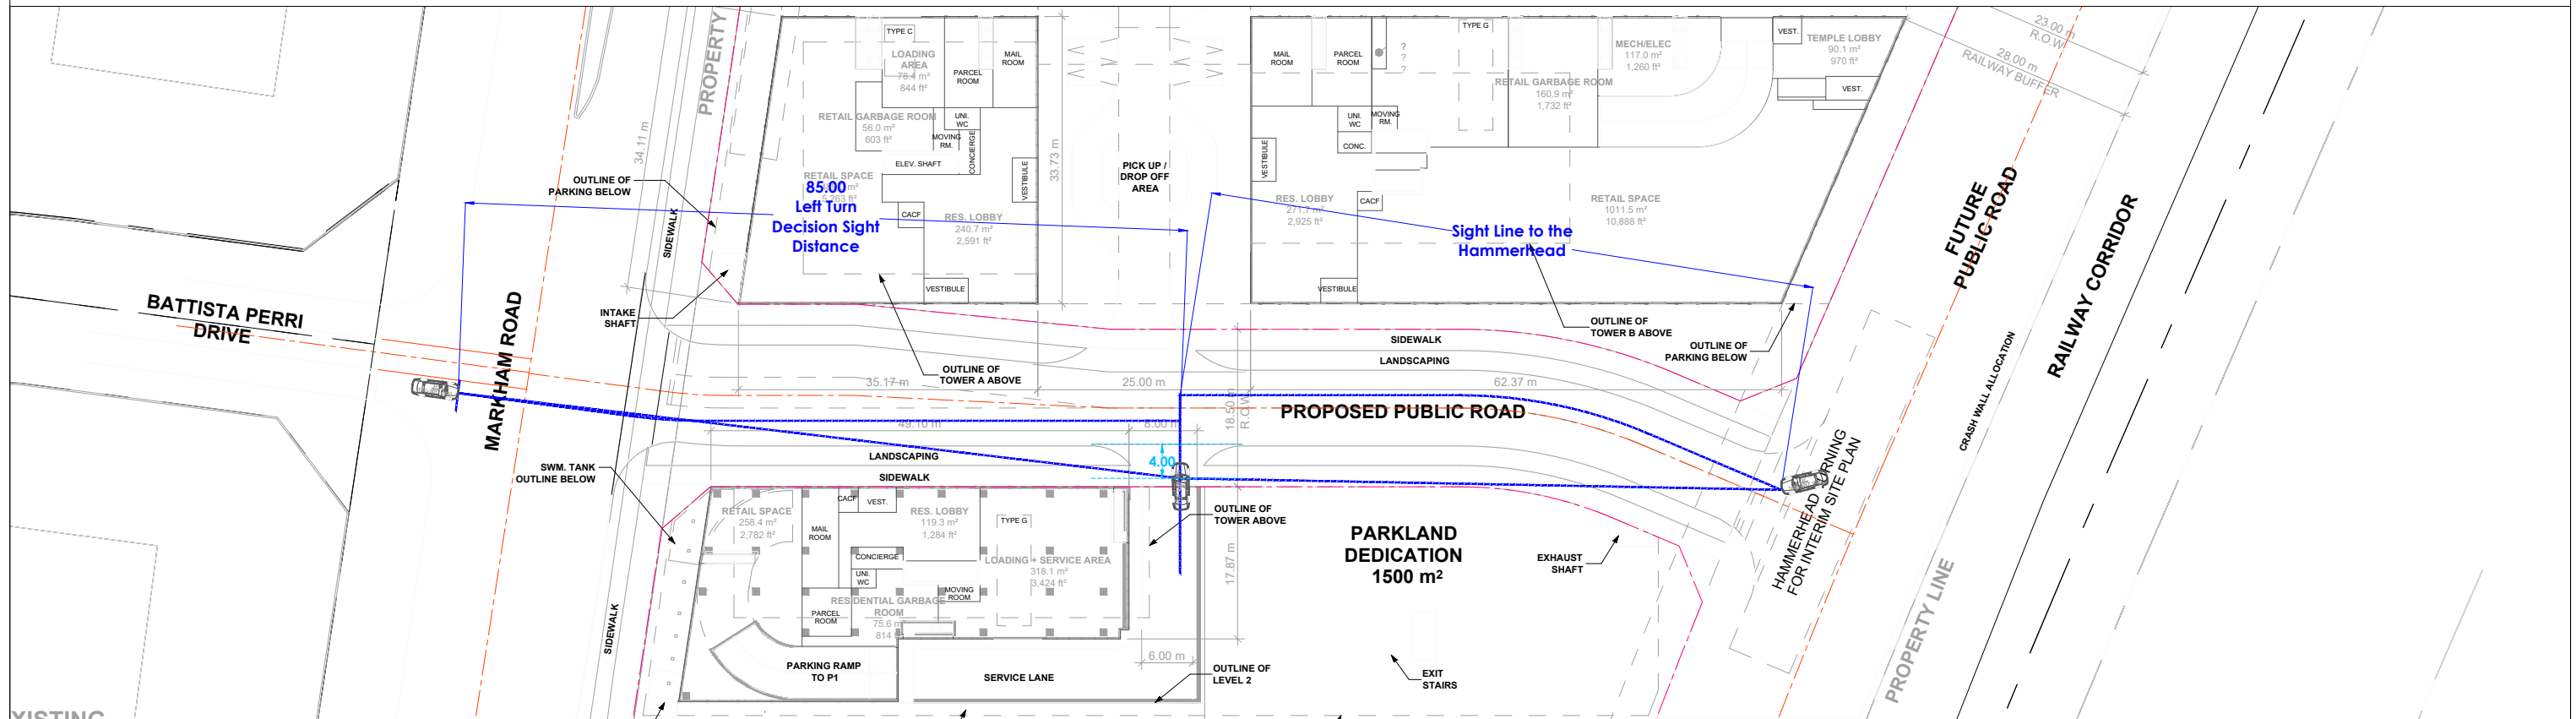 PROPERTY
TYPE C
LOADING
AREA
78.4 m²
844 ft²
PARCEL
ROOM
MAIL
ROOM
RETAIL GARBAGE ROOM
56.0 m²
603 ft²
UNI.
WC
MOVING
RM.
CONCIERGE
ELEV. SHAFT
VESTIBULE
RETAIL SPACE
5,263 ft²
85.00
Left Turn
Decision Sight
Distance
CACF
RES. LOBBY
240.7 m²
2,591 ft²
VESTIBULE
33.73 m
PICK UP /
DROP OFF
AREA
MAIL
ROOM
PARCEL
ROOM
?
?
?
TYPE G
MECH/ELEC
117.0 m²
1,260 ft²
VEST.
TEMPLE LOBBY
90.1 m²
970 ft²
VEST.
RETAIL GARBAGE ROOM
160.9 m²
1,732 ft²
UNI.
WC
MOVING
RM.
CONC.
VESTIBULE
RES. LOBBY
271.7 m²
2,925 ft²
CACF
RETAIL SPACE
1011.5 m²
10,888 ft²
Sight Line to the
Hammerhead
VESTIBULE
23.00 m
R.O.W.
28.00 m
RAILWAY BUFFER
FUTURE
PUBLIC ROAD
RAILWAY CORRIDOR
34.11 m
OUTLINE OF
PARKING BELOW
SIDEWALK
INTAKE
SHAFT
BATTISTA PERRI
DRIVE
MARKHAM ROAD
OUTLINE OF
TOWER A ABOVE
OUTLINE OF
TOWER B ABOVE
OUTLINE OF
PARKING BELOW
SIDEWALK
LANDSCAPING
35.17 m
25.00 m
62.37 m
18.50 m
R.O.W.
PROPOSED PUBLIC ROAD
49.10 m
8.00 m
4.00
LANDSCAPING
SIDEWALK
SWM. TANK
OUTLINE BELOW
CRASH WALL ALLOCATION
HAMMERHEAD
FOR INTERIM SITE PLAN
RETAIL SPACE
258.4 m²
2,782 ft²
CACF
VEST.
MAIL
ROOM
RES. LOBBY
119.3 m²
1,284 ft²
TYPE G
CONCIERGE
UNI.
WC
LOADING + SERVICE AREA
318.1 m²
3,424 ft²
MOVING
ROOM
RESIDENTIAL GARBAGE
ROOM
75.6 m²
814
PARCEL
ROOM
OUTLINE OF
TOWER ABOVE
17.87 m
PARKLAND
DEDICATION
1500 m²
EXHAUST
SHAFT
SIDEWALK
PARKING RAMP
TO P1
SERVICE LANE
6.00 m
OUTLINE OF
LEVEL 2
EXIT
STAIRS
PROPERTY LINE